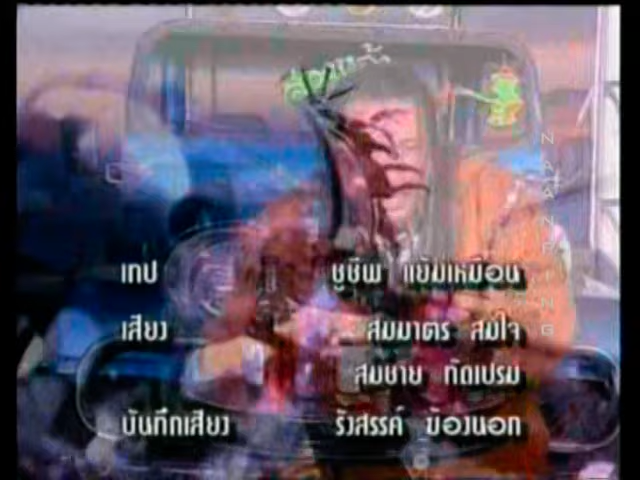 เทป ชูชีพ แย้มเหมือน
เสียง สมมาตร สมใจ
สมชาย ทัดเปรม
บันทึกเสียง รังสรรค์ ฆ้องนอก